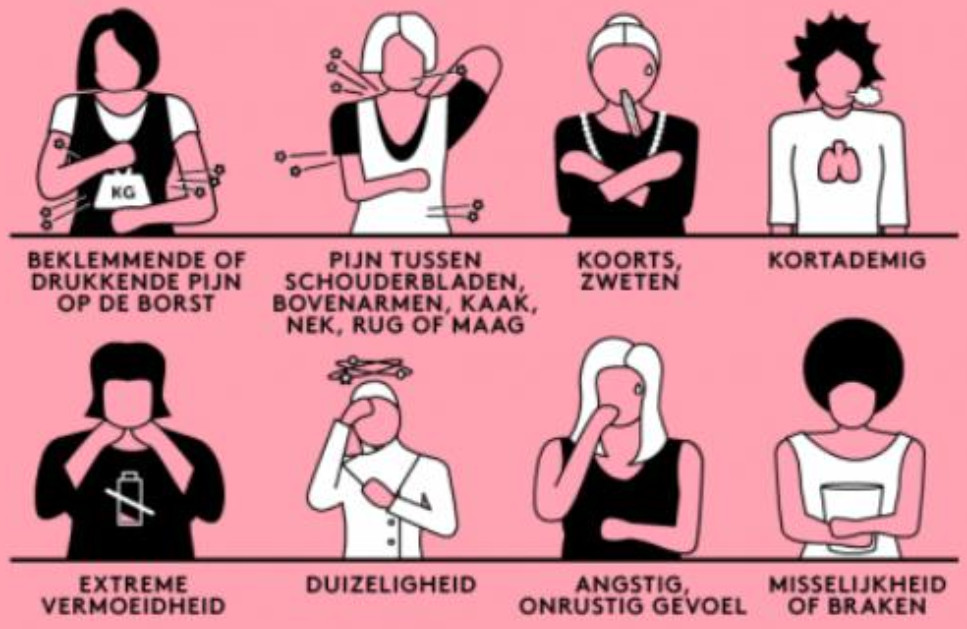 KG
BEKLEMMENDE OF
DRUKKENDE PIJN
OP DE BORST
PIJN TUSSEN
SCHOUDERBLADEN,
BOVENARMEN, KAAK,
NEK, RUG OF MAAG
KOORTS,
ZWETEN
KORTADEMIG
EXTREME
VERMOEIDHEID
DUIZELIGHEID
ANGSTIG,
ONRUSTIG GEVOEL
MISSELIJKHEID
OF BRAKEN